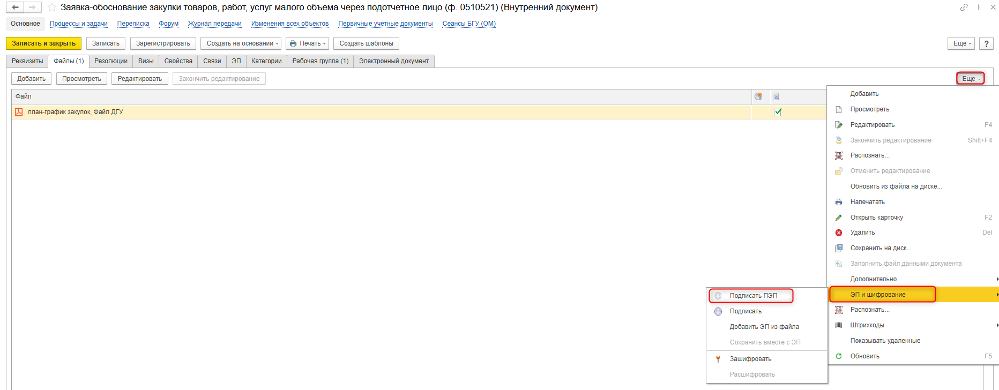 Заявка-обоснование закупки товаров, работ, услуг малого объема через подотчетное лицо (ф. 0510521) (Внутренний документ)
Основное Процессы и задачи Переписка Форум Журнал передачи Изменения всех объектов Первичные учетные документы Сеансы БГУ (ОМ)
Записать и закрыть Записать Зарегистрировать Создать на основании Печать Создать шаблоны Еще ?
Реквизиты Файлы (1) Резолюции Визы Свойства Связи ЭП Категории Рабочая группа (1) Электронный документ
Добавить Просмотреть Редактировать Закончить редактирование Еще
Файл
план-график закупок, Файл ДГУ
Добавить
Просмотреть
Редактировать F4
Закончить редактирование Shift+F4
Распознать...
Отменить редактирование
Обновить из файла на диске...
Напечатать
Открыть карточку F2
Удалить Del
Сохранить на диск...
Заполнить файл данными документа
Дополнительно
ЭП и шифрование
Распознать...
Штрихкоды
Показывать удаленные
Обновить F5
Подписать ПЭП
Подписать
Добавить ЭП из файла
Сохранить вместе с ЭП
Зашифровать
Расшифровать